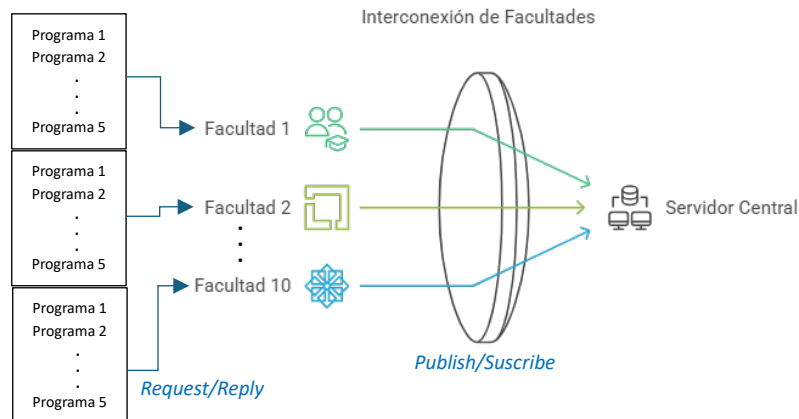 Interconexión de Facultades
Programa 1
Programa 2
.
.
.
Programa 5
Facultad 1
Programa 1
Programa 2
.
.
.
Programa 5
Facultad 2
.
.
.
Servidor Central
Facultad 10
Programa 1
Programa 2
.
.
.
Programa 5
Request/Reply
Publish/Suscribe